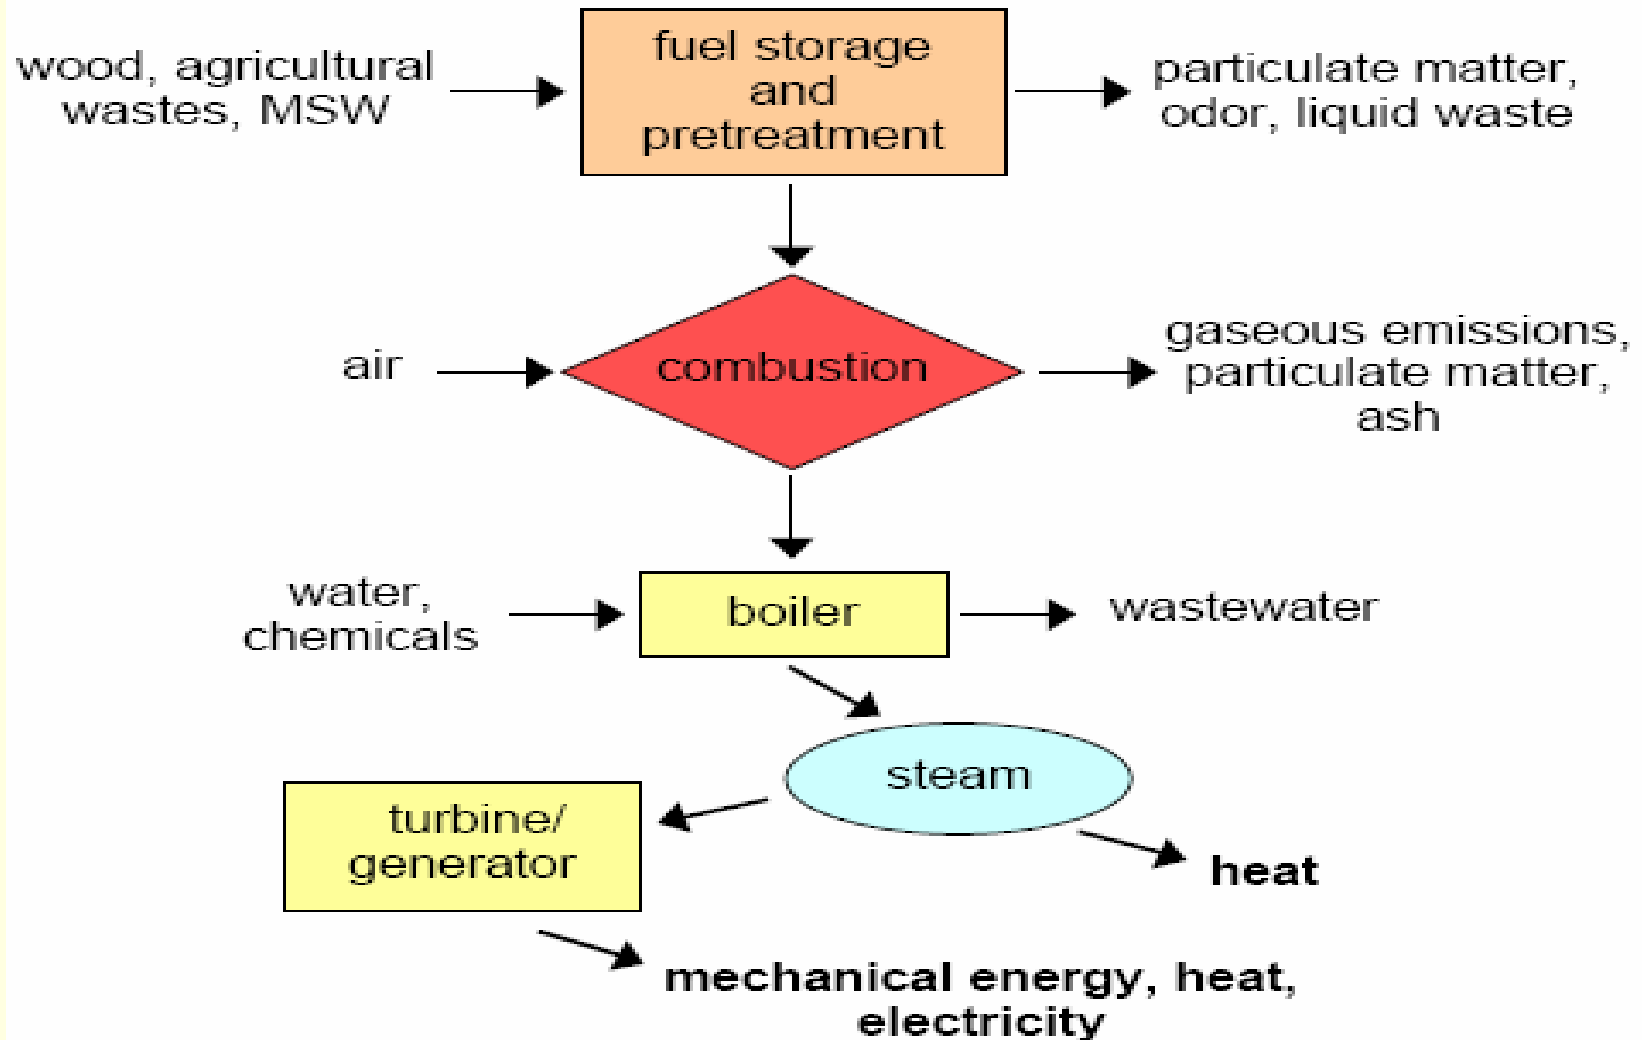 wood, agricultural
wastes, MSW
fuel storage
and
pretreatment
particulate matter,
odor, liquid waste
air
combustion
gaseous emissions,
particulate matter,
ash
water,
chemicals
boiler
wastewater
steam
turbine/
generator
heat
mechanical energy, heat,
electricity